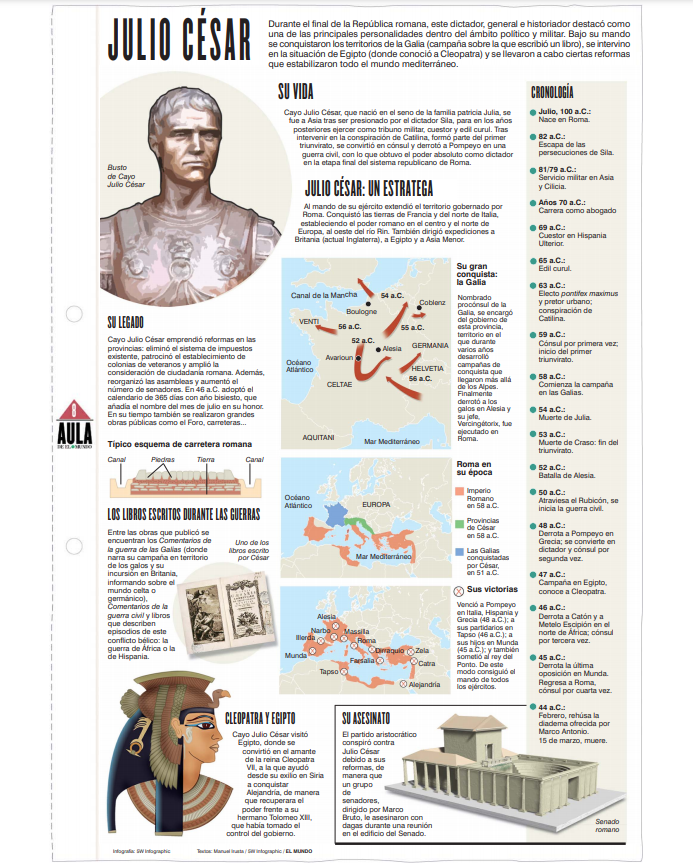 JULIO CÉSAR
Durante el final de la República romana, este dictador, general e historiador destacó como
una de las principales personalidades dentro del ámbito político y militar. Bajo su mando
se conquistaron los territorios de la Galia (campaña sobre la que escribió un libro), se intervino
en la situación de Egipto (donde conoció a Cleopatra) y se llevaron a cabo ciertas reformas
que estabilizaron todo el mundo mediterráneo.
Busto
de Cayo
Julio César
SU VIDA
Cayo Julio César, que nació en el seno de la familia patricia Julia, se
fue a Asia tras ser presionado por el dictador Sila, para en los años
posteriores ejercer como tribuno militar, cuestor y edil curul. Tras
intervenir en la conspiración de Catilina, formó parte del primer
triunvirato, se convirtió en cónsul y derrotó a Pompeyo en una
guerra civil, con lo que obtuvo el poder absoluto como dictador
en la etapa final del sistema republicano de Roma.
JULIO CÉSAR: UN ESTRATEGA
Al mando de su ejército extendió el territorio gobernado por
Roma. Conquistó las tierras de Francia y del norte de Italia,
estableciendo el poder romano en el centro y el norte de
Europa, al oeste del río Rin. También dirigió expediciones a
Britania (actual Inglaterra), a Egipto y a Asia Menor.
Canal de la Mancha
54 a.C.
Coblenz
Boulogne
VENTI
56 a.C.
55 a.C.
52 a.C.
Alesia
GERMANIA
Avarioun
Océano
Atlántico
HELVETIA
56 a.C.
CELTAE
AQUITANI
Mar Mediterráneo
Su gran
conquista:
la Galia
Nombrado
procónsul de la
Galia, se encargó
del gobierno de
esta provincia,
territorio en el
que durante
varios años
desarrolló
campañas de
conquista que
llegaron más allá
de los Alpes.
Finalmente
derrotó a los
galos en Alesia y
su jefe,
Vercingétorix, fue
ejecutado en
Roma.
SU LEGADO
Cayo Julio César emprendió reformas en las
provincias: eliminó el sistema de impuestos
existente, patrocinó el establecimiento de
colonias de veteranos y amplió la
consideración de ciudadanía romana. Además,
reorganizó las asambleas y aumentó el
número de senadores. En 46 a.C. adoptó el
calendario de 365 días con año bisiesto, que
añadía el nombre del mes de julio en su honor.
En su tiempo también se realizaron grandes
obras públicas como el Foro, carreteras...
8
AULA
DE EL MUNDO
Típico esquema de carretera romana
Canal
Piedras
Tierra
Canal
LOS LIBROS ESCRITOS DURANTE LAS GUERRAS
Entre las obras que publicó se
encuentran los Comentarios de
la guerra de las Galias (donde
narra su campaña en territorio
de los galos y su
incursión en Britania,
informando sobre el
mundo celta o
germánico),
Comentarios de la
guerra civil y libros
que describen
episodios de este
conflicto bélico: la
guerra de África o la
de Hispania.
Uno de los
libros escrito
por César
Océano
Atlántico
EUROPA
Mar Mediterráneo
Roma en
su época
Imperio
Romano
en 58 a.C.
Provincias
de César
en 58 a.C.
Las Galias
conquistadas
por César,
en 51 a.C.
Alesia
Narbo
Massilla
Illerda
Roma
Munda
Dirraquio
Zela
Farsalia
Catra
Tapso
Alejandría
Sus victorias
Venció a Pompeyo
en Italia, Hispania y
Grecia (48 a.C.); a
sus partidarios en
Tapso (46 a.C.); a
sus hijos en Munda
(45 a.C.); y también
sometió al rey del
Ponto. De este
modo consiguió el
mando de todos
los ejércitos.
CLEOPATRA Y EGIPTO
Cayo Julio César visitó
Egipto, donde se
convirtió en el amante
de la reina Cleopatra
VII, a la que ayudó
desde su exilio en Siria
a conquistar
Alejandría, de manera
que recuperara el
poder frente a su
hermano Tolomeo XIII,
que había tomado el
control del gobierno.
SU ASESINATO
El partido aristocrático
conspiró contra
Julio César
debido a sus
reformas, de
manera que
un grupo
de
senadores,
dirigido por Marco
Bruto, le asesinaron con
dagas durante una reunión
en el edificio del Senado.
Senado
romano
CRONOLOGÍA
Julio, 100 a.C.:
Nace en Roma.
82 a.C.:
Escapa de las
persecuciones de Sila.
81/79 a.C.:
Servicio militar en Asia
y Cilicia.
Años 70 a.C.:
Carrera como abogado
69 a.C.:
Cuestor en Hispania
Ulterior.
65 a.C.:
Edil curul.
63 a.C.:
Electo pontifex maximus
y pretor urbano;
conspiración de
Catilina.
59 a.C.:
Cónsul por primera vez;
inicio del primer
triunvirato.
58 a.C.:
Comienza la campaña
en las Galias.
54 a.C.:
Muerte de Julia.
53 a.C.:
Muerte de Craso: fin del
triunvirato.
52 a.C.:
Batalla de Alesia.
50 a.C.:
Atraviesa el Rubicón, se
inicia la guerra civil.
48 a.C.:
Derrota a Pompeyo en
Grecia; se convierte en
dictador y cónsul por
segunda vez.
47 a.C.:
Campaña en Egipto,
conoce a Cleopatra.
46 a.C.:
Derrota a Catón y a
Metelo Escipión en el
norte de África; cónsul
por tercera vez.
45 a.C.:
Derrota la última
oposición en Munda.
Regresa a Roma,
cónsul por cuarta vez.
44 a.C.:
Febrero, rehúsa la
diadema ofrecida por
Marco Antonio.
15 de marzo, muere.
Infografía: SW Infographic
Textos: Manuel Irusta / SW Infographic / EL MUNDO